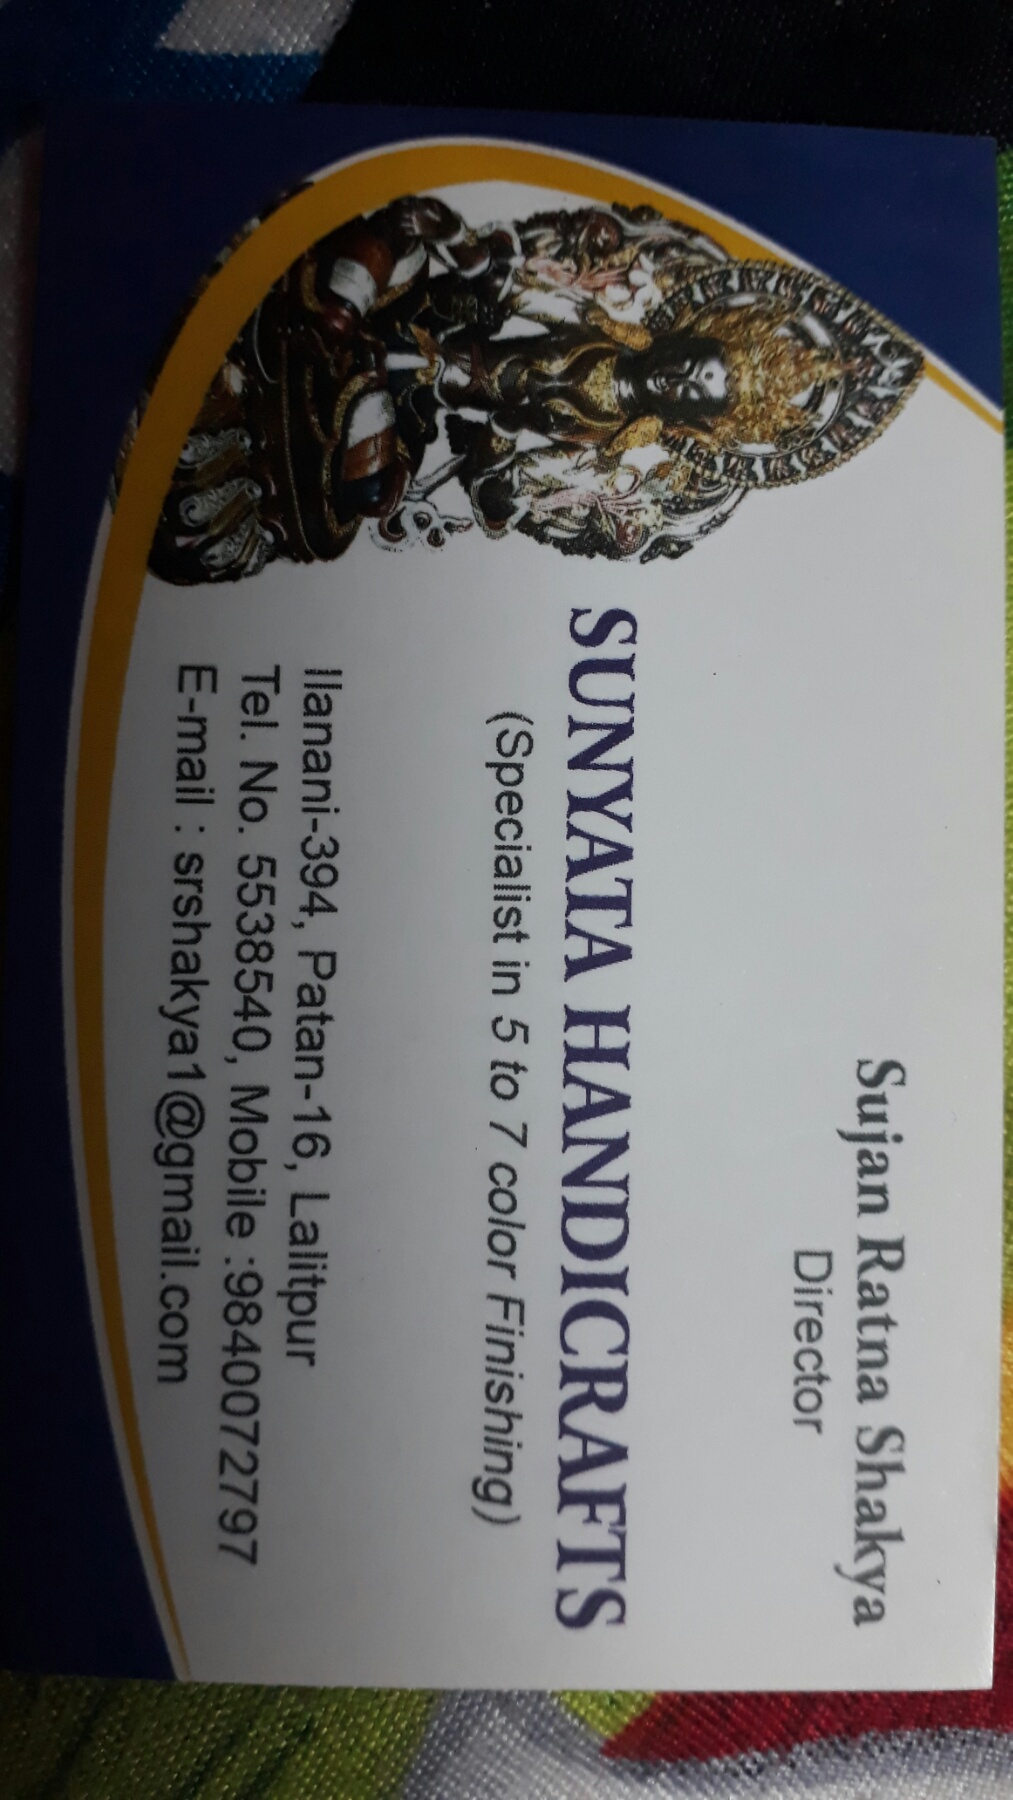 Sujan Ratna Shakya
Director
SUNYATA HANDICRAFTS
(Specialist in 5 to 7 color Finishing)
Ilanani-394, Patan-16, Lalitpur
Tel. No. 5538540, Mobile :9840072797
E-mail : srshakya1@gmail.com